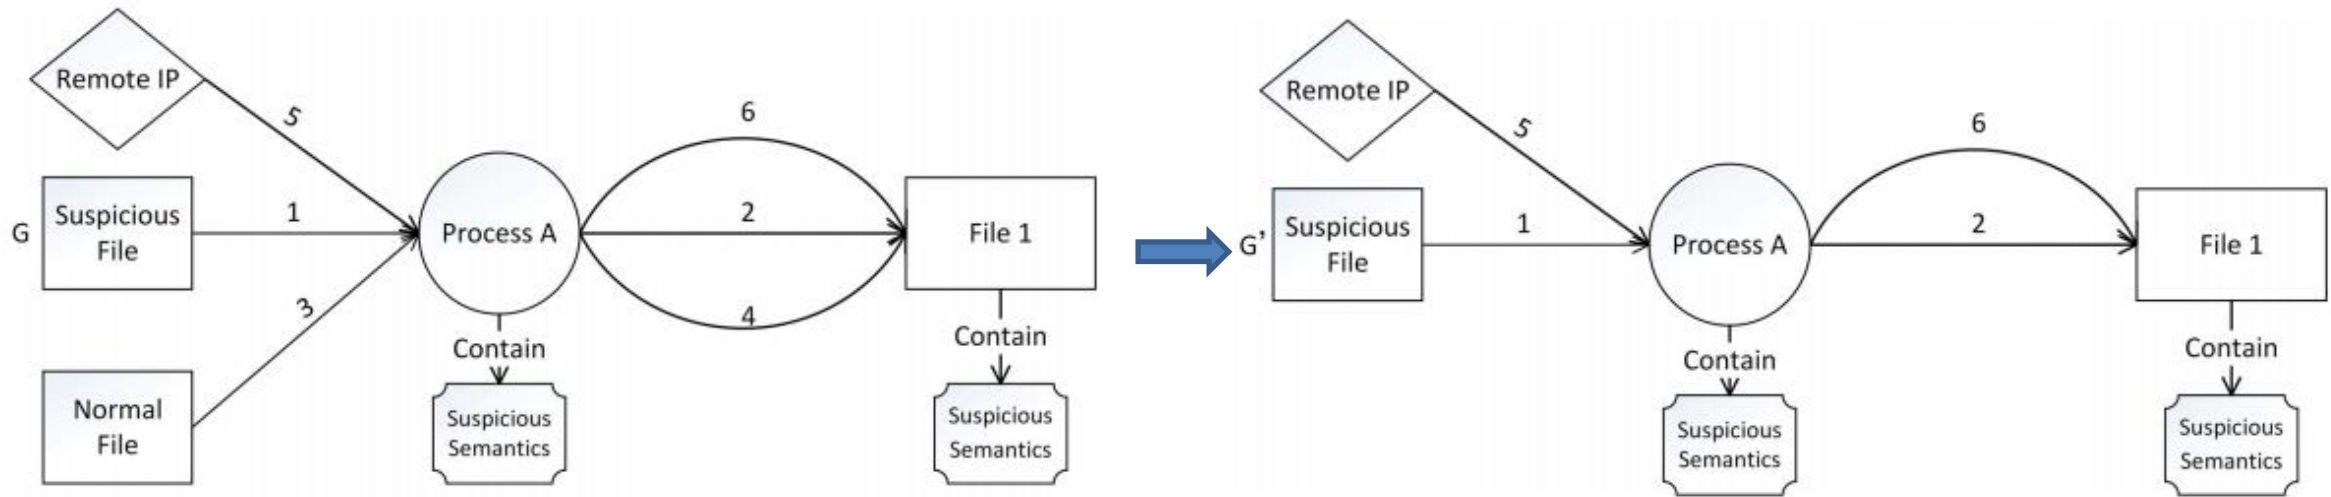 G
Remote IP
5
Suspicious
File
1
Normal
File
3
Process A
Contain
Suspicious
Semantics
6
2
4
File 1
Contain
Suspicious
Semantics
G'
Remote IP
5
Suspicious
File
1
Process A
Contain
Suspicious
Semantics
6
2
File 1
Contain
Suspicious
Semantics